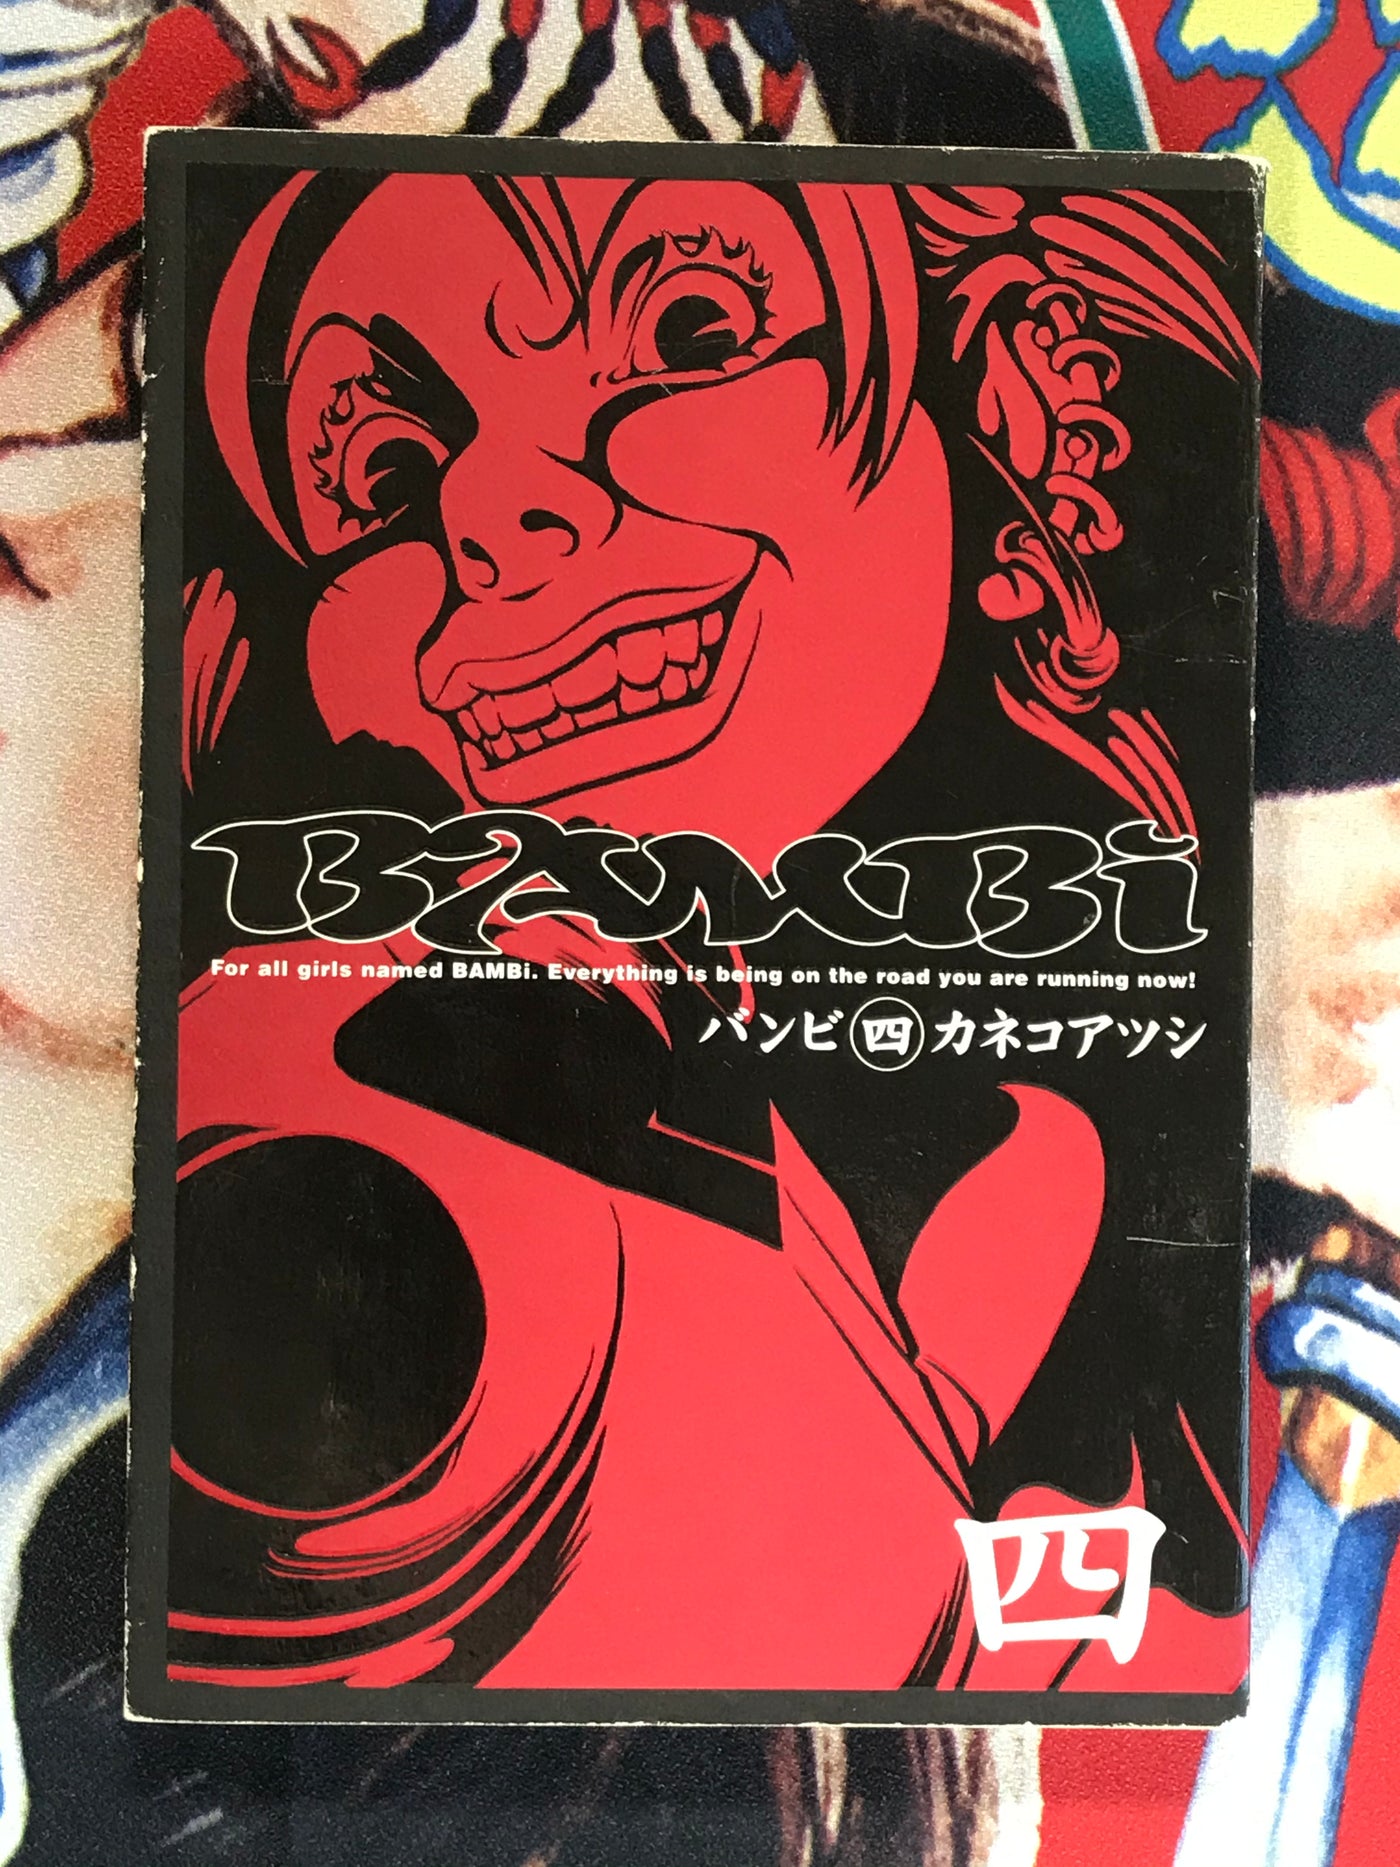 BAMBi
For all girls named BAMBi. Everything is being on the road you are running now!
バンビ四カネコアツシ
四